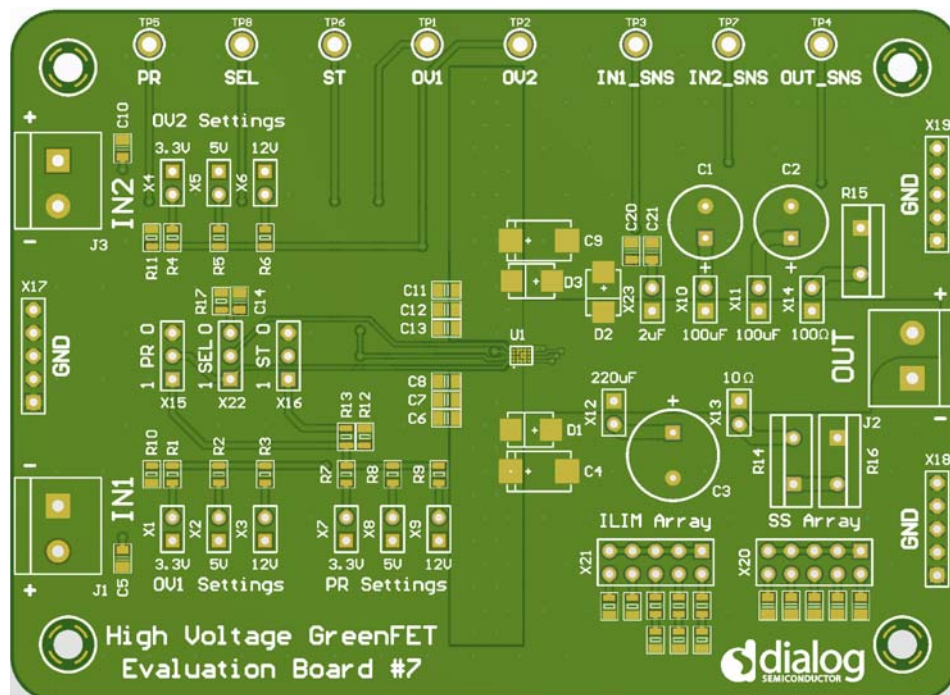 TP5 TP8 TP6 TP1 TP2 TP3 TP7 TP4
PR SEL ST OV1 OV2 IN1_SNS IN2_SNS OUT_SNS
+ C10
OV2 Settings
3.3V 5V 12V
X4 X5 X6
IN2
- J3
R11 R4 R5 R6
C1 C2
R15
X19
GND
C20 C21
C9
D3
D2
X23 X10 X11 X14
2uF 100uF 100uF 100Ω
+ +
X17
GND
R17 C14
C11
C12
C13
U1
1 PR 0
1 SEL 0
1 ST 0
X15 X22 X16
C8
C7
C6
+
OUT
-
J2
220uF
X12
+
C3
10Ω
X13
R14 R16
D1
C4
R13 R12
R10 R1 R2 R3 R7 R8 R9
-
IN1
+ J1
C5
X1 X2 X3 X7 X8 X9
3.3V 5V 12V 3.3V 5V 12V
OV1 Settings PR Settings
ILIM Array SS Array
X21 X20
X18
GND
High Voltage GreenFET
Evaluation Board #7
dialog
SEMICONDUCTOR